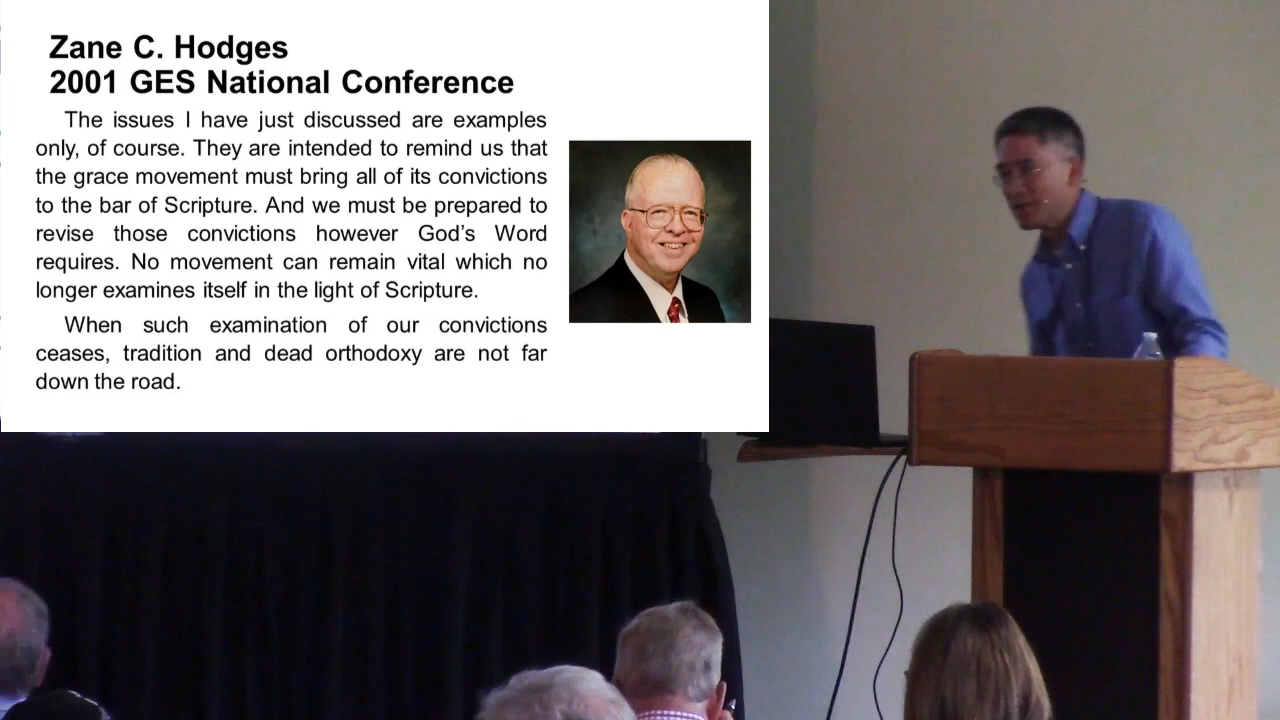 Zane C. Hodges
2001 GES National Conference
The issues I have just discussed are examples
only, of course. They are intended to remind us that
the grace movement must bring all of its convictions
to the bar of Scripture. And we must be prepared to
revise those convictions however God's Word
requires. No movement can remain vital which no
longer examines itself in the light of Scripture.
When such examination of our convictions
ceases, tradition and dead orthodoxy are not far
down the road.